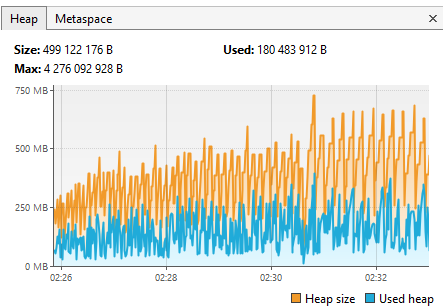 Heap Metaspace ×
Size: 499 122 176 B Used: 180 483 912 B
Max: 4 276 092 928 B
750 MB
500 MB
250 MB
0 MB
02:26 02:28 02:30 02:32
Heap size Used heap